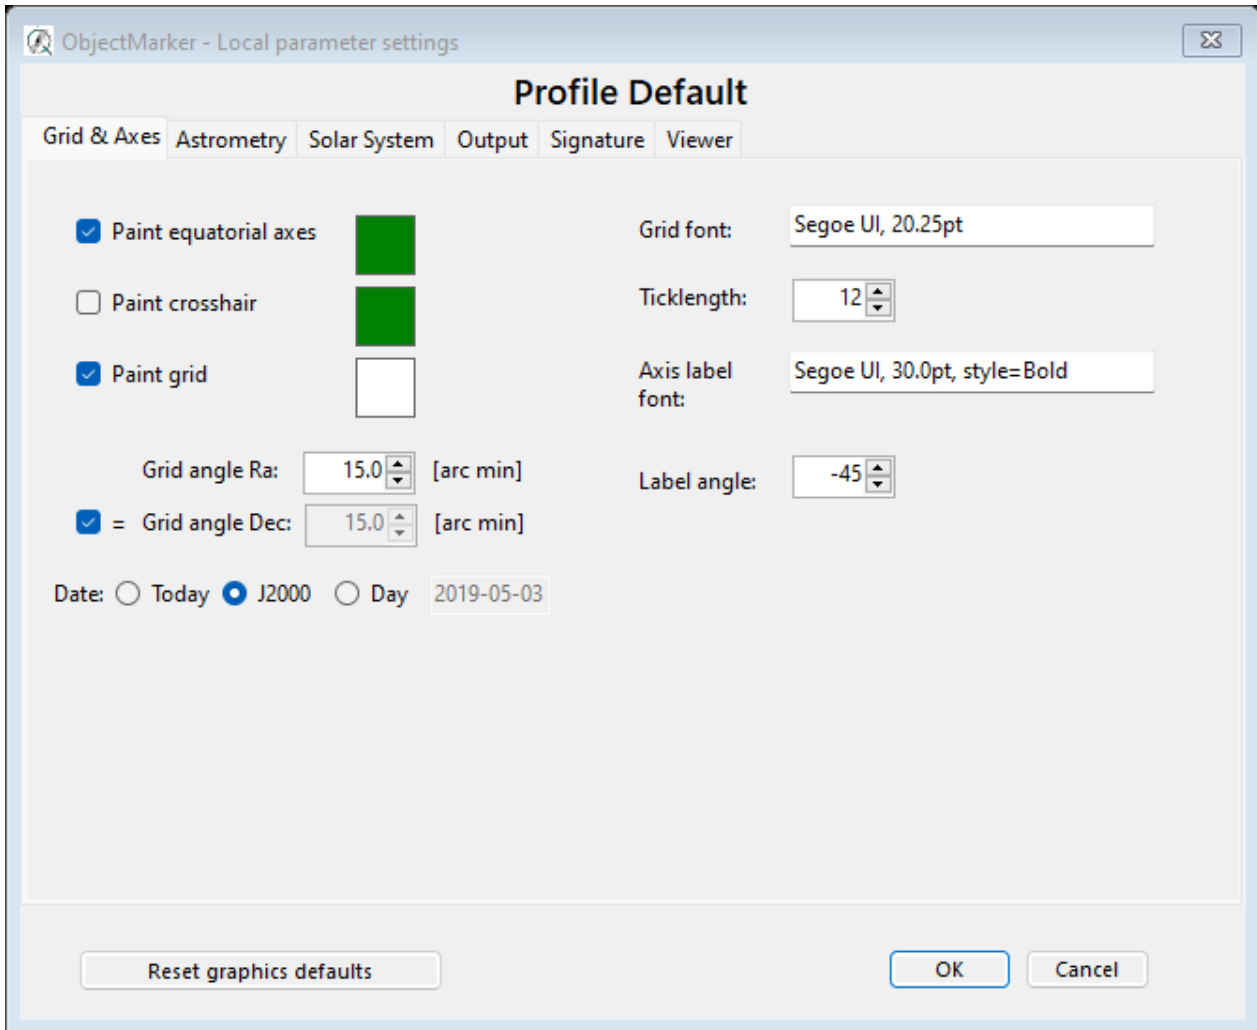 ObjectMarker - Local parameter settings
Profile Default
Grid & Axes Astrometry Solar System Output Signature Viewer
Paint equatorial axes
Paint crosshair
Paint grid
Grid angle Ra: 15.0 [arc min]
= Grid angle Dec: 15.0 [arc min]
Date: Today J2000 Day 2019-05-03
Grid font: Segoe UI, 20.25pt
Ticklength: 12
Axis label
font:
Segoe UI, 30.0pt, style=Bold
Label angle: -45
Reset graphics defaults
OK Cancel